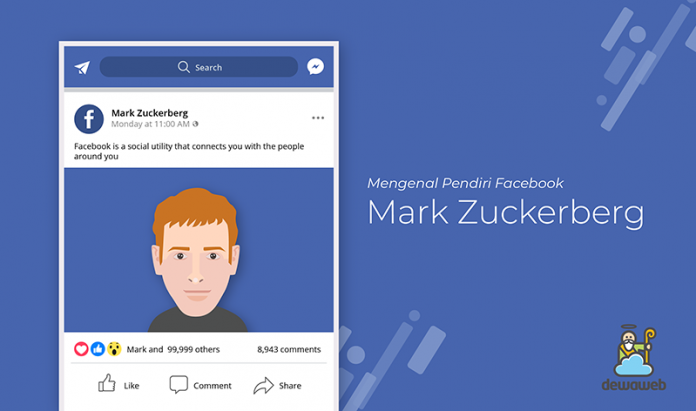 Search
Mark Zuckerberg
Monday at 11:00 AM
Facebook is a social utility that connects you with the people
around you
Mark and 99,999 others 8,943 comments
Like Comment Share
Mengenal Pendiri Facebook
Mark Zuckerberg
dewaweb